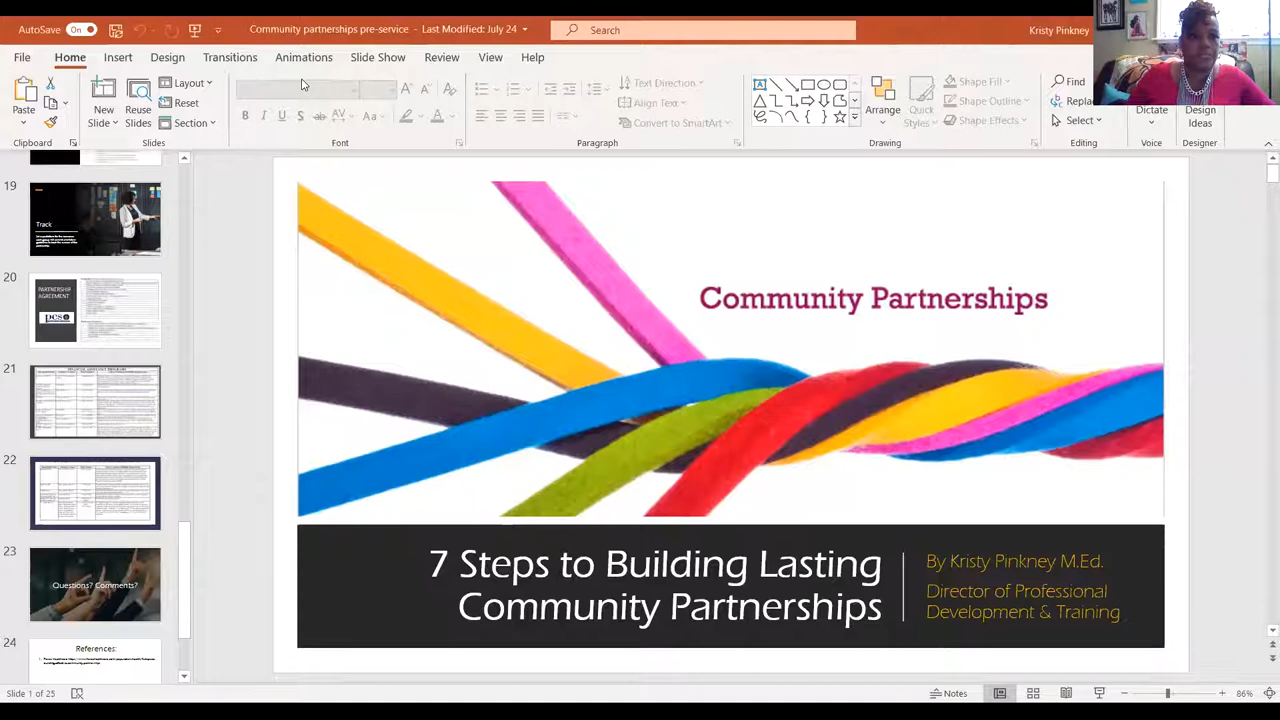 AutoSave On
Community partnerships pre-service - Last Modified: July 24
Search
Kristy Pinkney
File Home Insert Design Transitions Animations Slide Show Review View Help
Paste
New Slide
Reuse Slides
Layout
Reset
Section
B I U S ab AV Aa A
Text Direction
Align Text
Convert to SmartArt
Arrange
Quick Styles
Shape Fill
Shape Outline
Shape Effects
Find
Select
Dictate
Design Ideas
Clipboard Slides Font Paragraph Drawing Editing Voice Designer
19
Track
20
PARTNERSHIP AGREEMENT
pcs
21
22
23
Questions? Comments?
24
References:
Community Partnerships
7 Steps to Building Lasting
Community Partnerships
By Kristy Pinkney M.Ed.
Director of Professional
Development & Training
Slide 1 of 25
Notes
86%